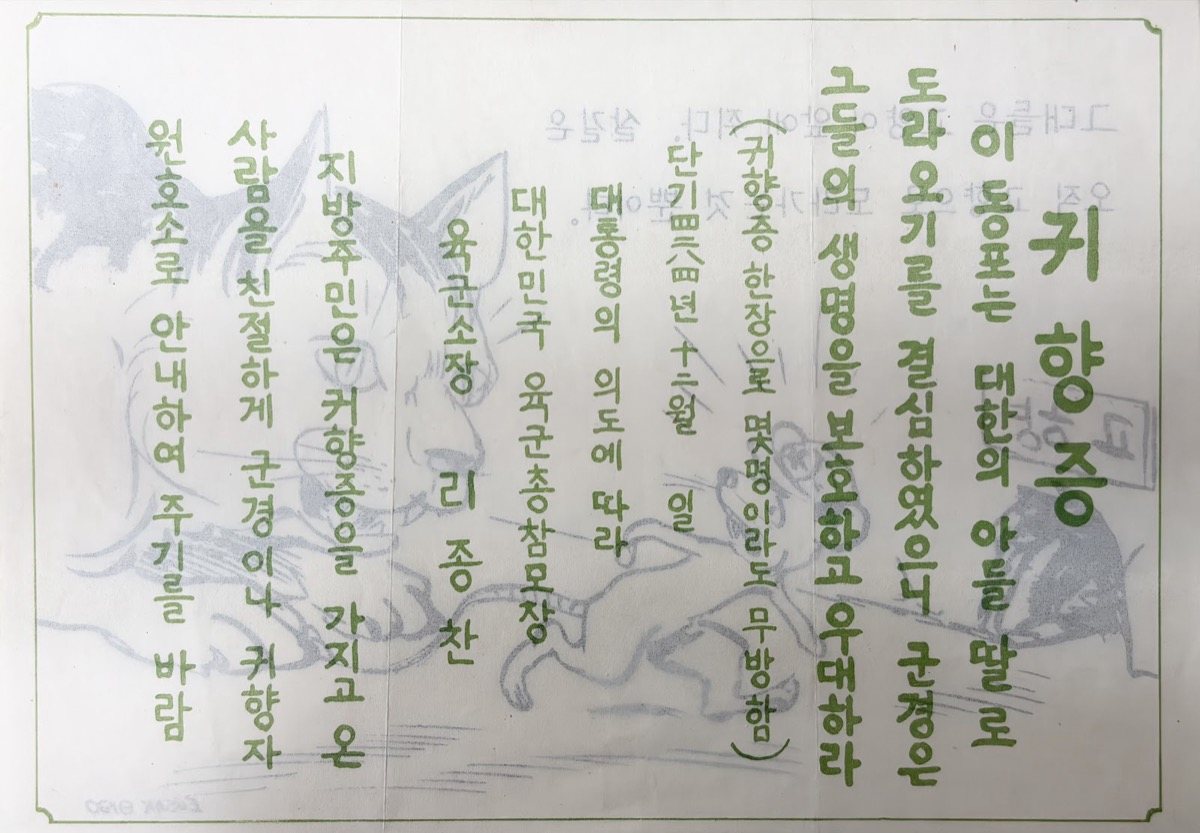 귀향증
이 동포는 대한의 아들 딸로
도라오기를 결심하였으니 군경은
그들의 생명을 보호하고 우대하라
(귀향증 한장으로 몇명이라도 무방함)
단기四二八四년 十二월 일
대통령의 의도에 따라
대한민국 육군총참모장
육군소장 리 종 찬
지방주민은 귀향증을 가지고 온
사람을 친절하게 군경이나 귀향자
원호소로 안내하여 주기를 바람